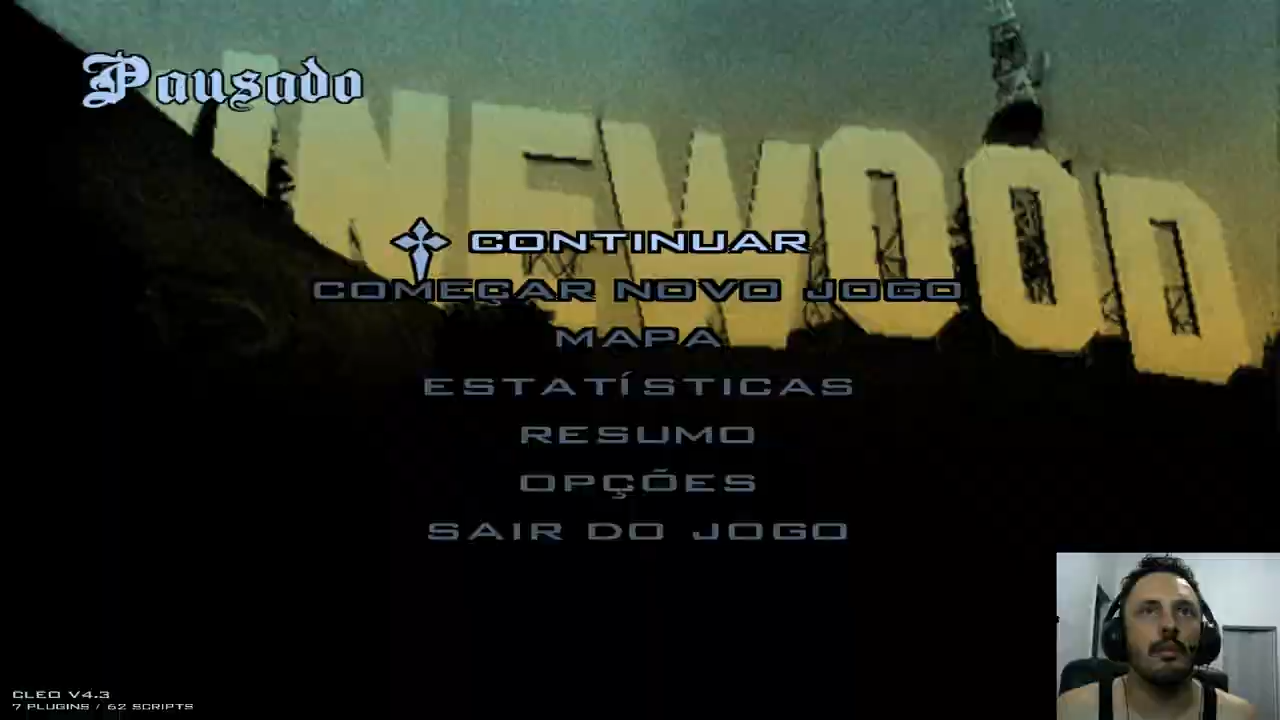 Pausado
INEWOOD
CONTINUAR
COMEÇAR NOVO JOGO
MAPA
ESTATÍSTICAS
RESUMO
OPÇÕES
SAIR DO JOGO
CLEO V4.3
7 PLUGINS / 62 SCRIPTS